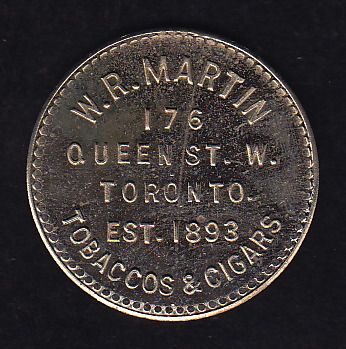 W.R. MARTIN
176
QUEEN ST. W.
TORONTO.
EST. 1893
TOBACCOS & CIGARS